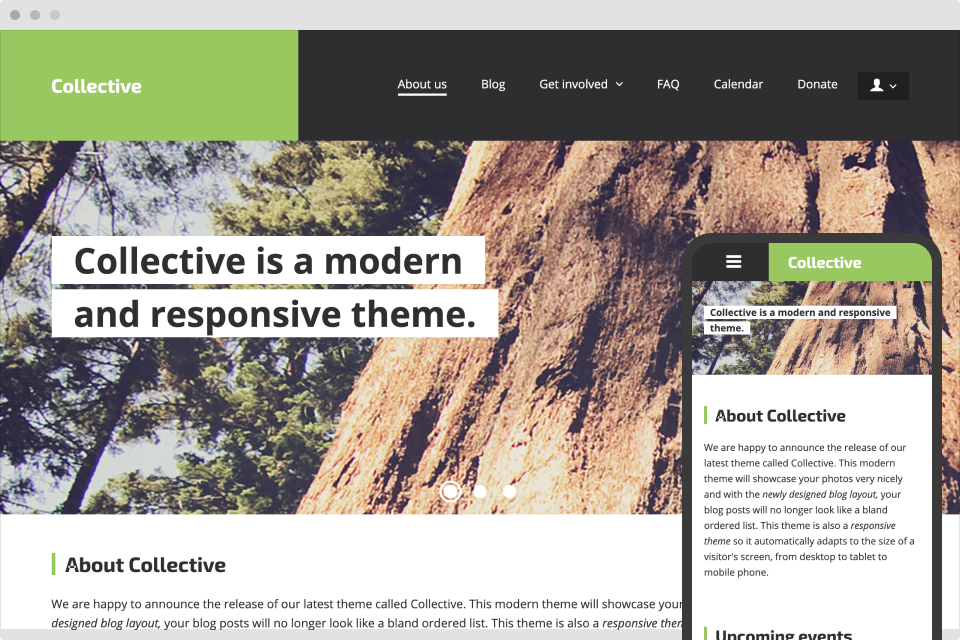 Collective
About us Blog Get involved FAQ Calendar Donate
Collective is a modern
and responsive theme.
About Collective
We are happy to announce the release of our latest theme called Collective. This modern theme will showcase your
designed blog layout, your blog posts will no longer look like a bland ordered list. This theme is also a responsive
Collective
Collective is a modern and responsive
theme.
About Collective
We are happy to announce the release of our
latest theme called Collective. This modern
theme will showcase your photos very nicely
and with the newly designed blog layout, your
blog posts will no longer look like a bland
ordered list. This theme is also a responsive
theme so it automatically adapts to the size of a
visitor's screen, from desktop to tablet to
mobile phone.
Upcoming events